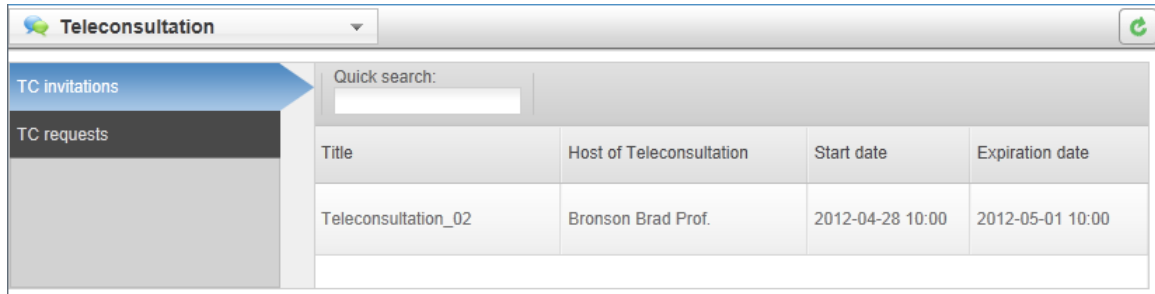 Teleconsultation
TC invitations
TC requests
Quick search:
Title Host of Teleconsultation Start date Expiration date
Teleconsultation_02 Bronson Brad Prof. 2012-04-28 10:00 2012-05-01 10:00